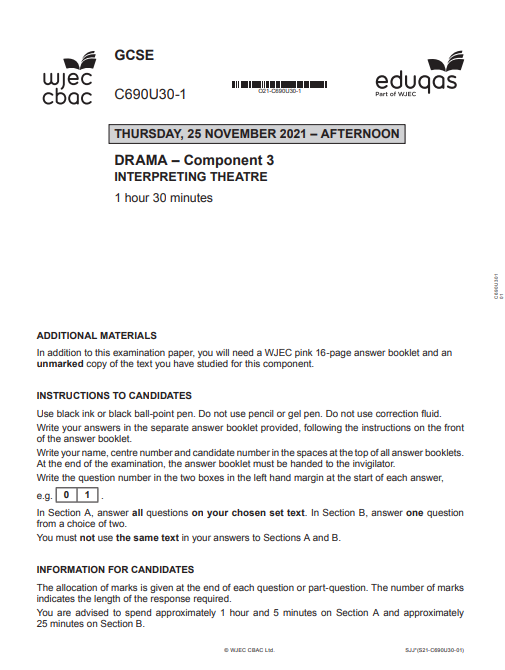 GCSE
wjec
cbac
C690U30-1
O21-C690U30-1
eduqas
Part of WJEC
THURSDAY, 25 NOVEMBER 2021 – AFTERNOON
DRAMA – Component 3
INTERPRETING THEATRE
1 hour 30 minutes
C690U301
01
ADDITIONAL MATERIALS
In addition to this examination paper, you will need a WJEC pink 16-page answer booklet and an
unmarked copy of the text you have studied for this component.
INSTRUCTIONS TO CANDIDATES
Use black ink or black ball-point pen. Do not use pencil or gel pen. Do not use correction fluid.
Write your answers in the separate answer booklet provided, following the instructions on the front
of the answer booklet.
Write your name, centre number and candidate number in the spaces at the top of all answer booklets.
At the end of the examination, the answer booklet must be handed to the invigilator.
Write the question number in the two boxes in the left hand margin at the start of each answer,
e.g. 0 1 .
In Section A, answer all questions on your chosen set text. In Section B, answer one question
from a choice of two.
You must not use the same text in your answers to Sections A and B.
INFORMATION FOR CANDIDATES
The allocation of marks is given at the end of each question or part-question. The number of marks
indicates the length of the response required.
You are advised to spend approximately 1 hour and 5 minutes on Section A and approximately
25 minutes on Section B.
© WJEC CBAC Ltd.
SJJ*(S21-C690U30-01)